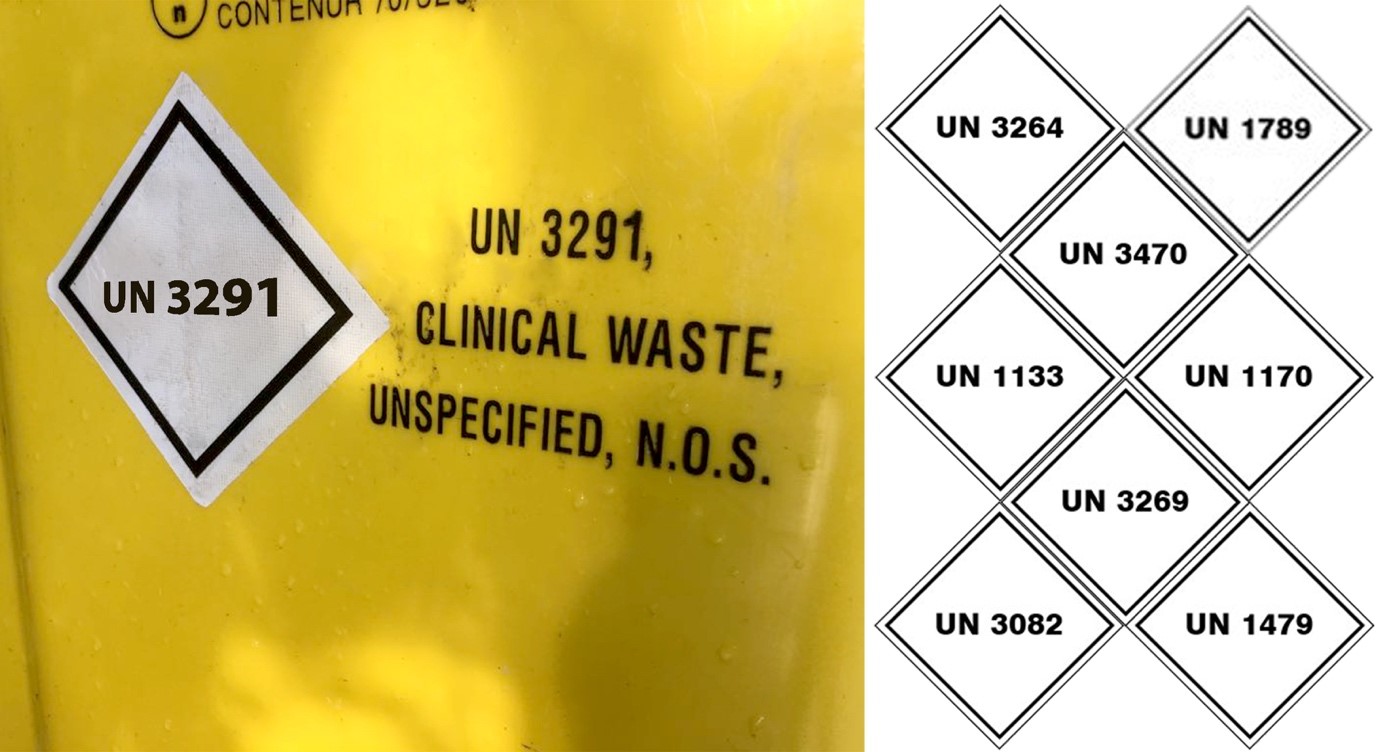 n
CONTENUR
UN 3291
UN 3291,
CLINICAL WASTE,
UNSPECIFIED, N.O.S.
UN 3264
UN 1789
UN 3470
UN 1133
UN 1170
UN 3269
UN 3082
UN 1479